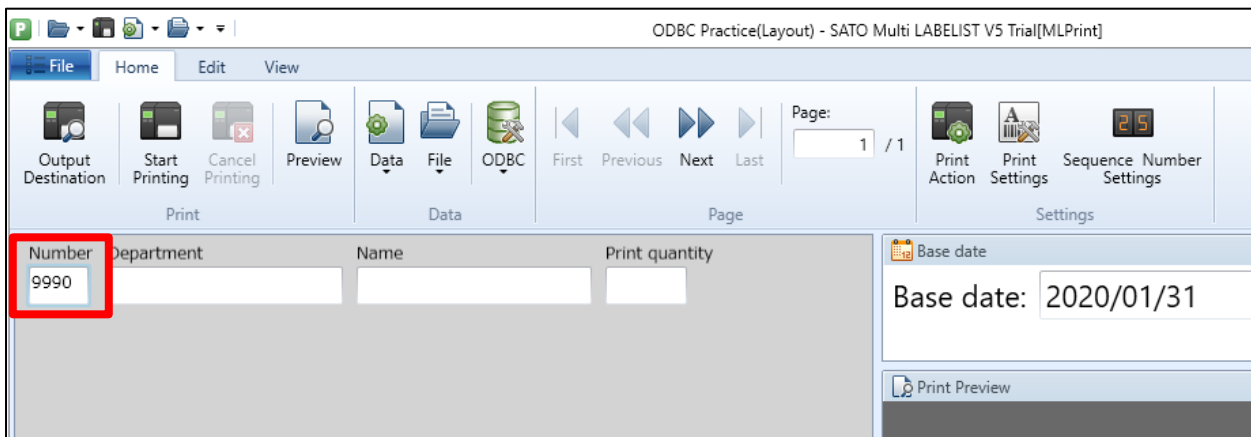 ODBC Practice(Layout) - SATO Multi LABELIST V5 Trial[MLPrint]
File Home Edit View
Output Destination Start Printing Cancel Printing Preview Data File ODBC First Previous Next Last Page: 1 / 1 Print Action Print Settings Sequence Number Settings
Print Data Page Settings
Number Department Name Print quantity
9990
Base date
Base date: 2020/01/31
Print Preview